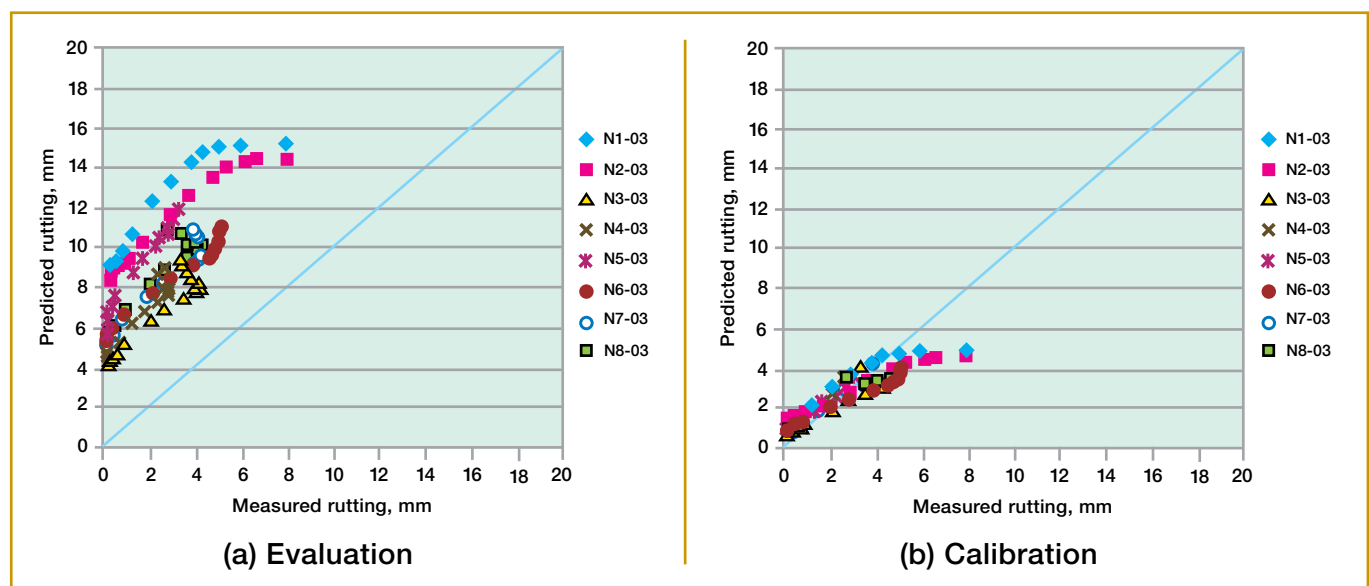 20
18
16
14
12
10
8
6
4
2
0
Predicted rutting, mm
0 2 4 6 8 10 12 14 16 18 20
Measured rutting, mm
N1-03
N2-03
N3-03
N4-03
N5-03
N6-03
N7-03
N8-03
(a) Evaluation
20
18
16
14
12
10
8
6
4
2
0
Predicted rutting, mm
0 2 4 6 8 10 12 14 16 18 20
Measured rutting, mm
N1-03
N2-03
N3-03
N4-03
N5-03
N6-03
N7-03
N8-03
(b) Calibration